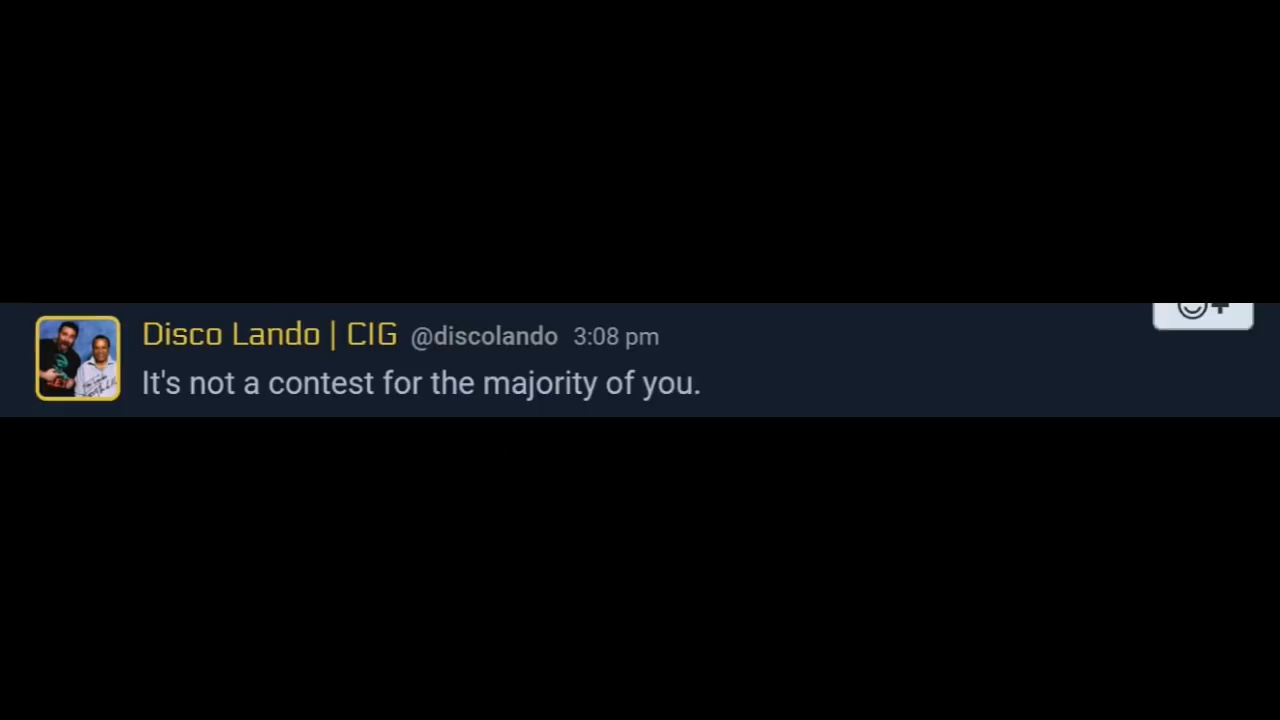 Disco Lando | CIG @discolando 3:08 pm
It's not a contest for the majority of you.